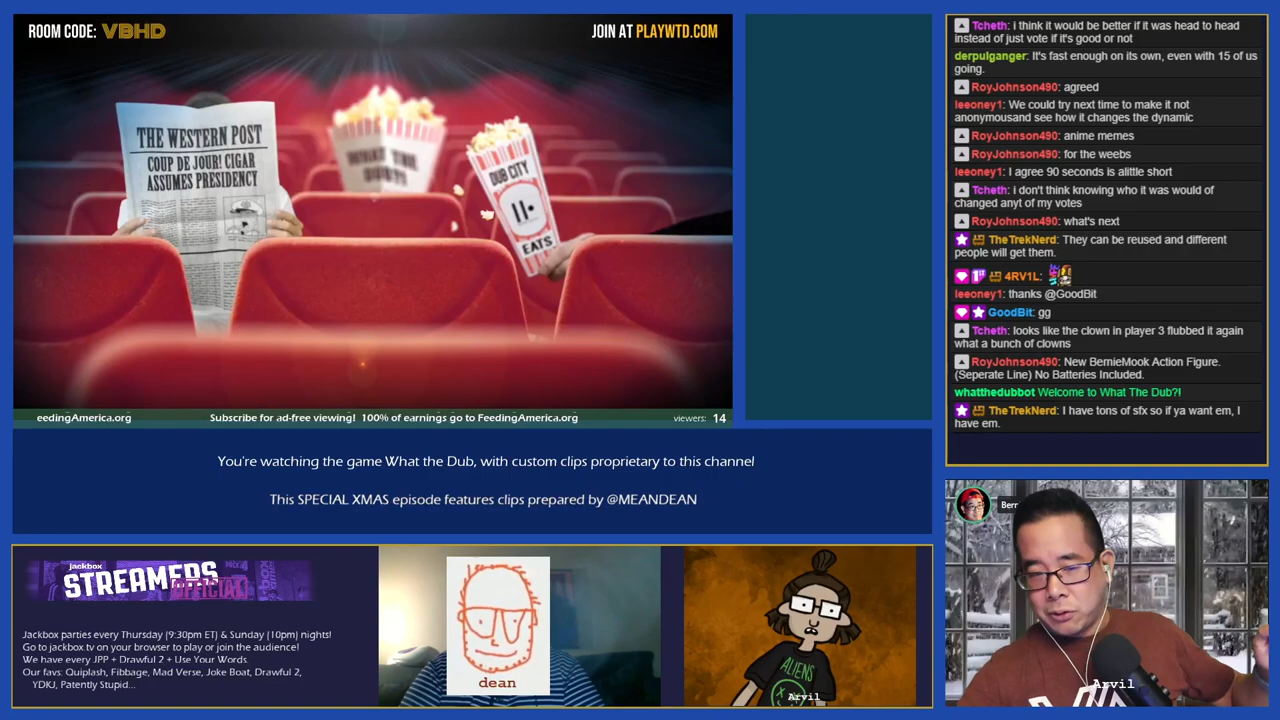 ROOM CODE: VBHD
JOIN AT PLAYWTD.COM
THE WESTERN POST
COUP DE JOUR! CIGAR
ASSUMES PRESIDENCY
DUB CITY
EATS
eedingAmerica.org
Subscribe for ad-free viewing! 100% of earnings go to FeedingAmerica.org
viewers: 14
You're watching the game What the Dub, with custom clips proprietary to this channel
This SPECIAL XMAS episode features clips prepared by @MEANDEAN
jackbox
STREAMERS
OFFICIAL
Jackbox parties every Thursday (9:30pm ET) & Sunday (10pm) nights!
Go to jackbox.tv on your browser to play or join the audience!
We have every JPP + Drawful 2 + Use Your Words.
Our favs: Quiplash, Fibbage, Mad Verse, Joke Boat, Drawful 2,
YDKJ, Patently Stupid...
dean
ALIENS
Arvil
Tcheth: i think it would be better if it was head to head
instead of just vote if it's good or not
derpulganger: It's fast enough on its own, even with 15 of us
going.
RoyJohnson490: agreed
leeoney1: We could try next time to make it not
anonymousand see how it changes the dynamic
RoyJohnson490: anime memes
RoyJohnson490: for the weebs
leeoney1: I agree 90 seconds is alittle short
Tcheth: i don't think knowing who it was would of
changed anyt of my votes
RoyJohnson490: what's next
TheTrekNerd: They can be reused and different
people will get them.
4RV1L:
leeoney1: thanks @GoodBit
GoodBit: gg
Tcheth: looks like the clown in player 3 flubbed it again
what a bunch of clowns
RoyJohnson490: New BernieMook Action Figure.
(Seperate Line) No Batteries Included.
whatthedubbot Welcome to What The Dub?!
TheTrekNerd: I have tons of sfx so if ya want em, I
have em.
Bern
Arvil